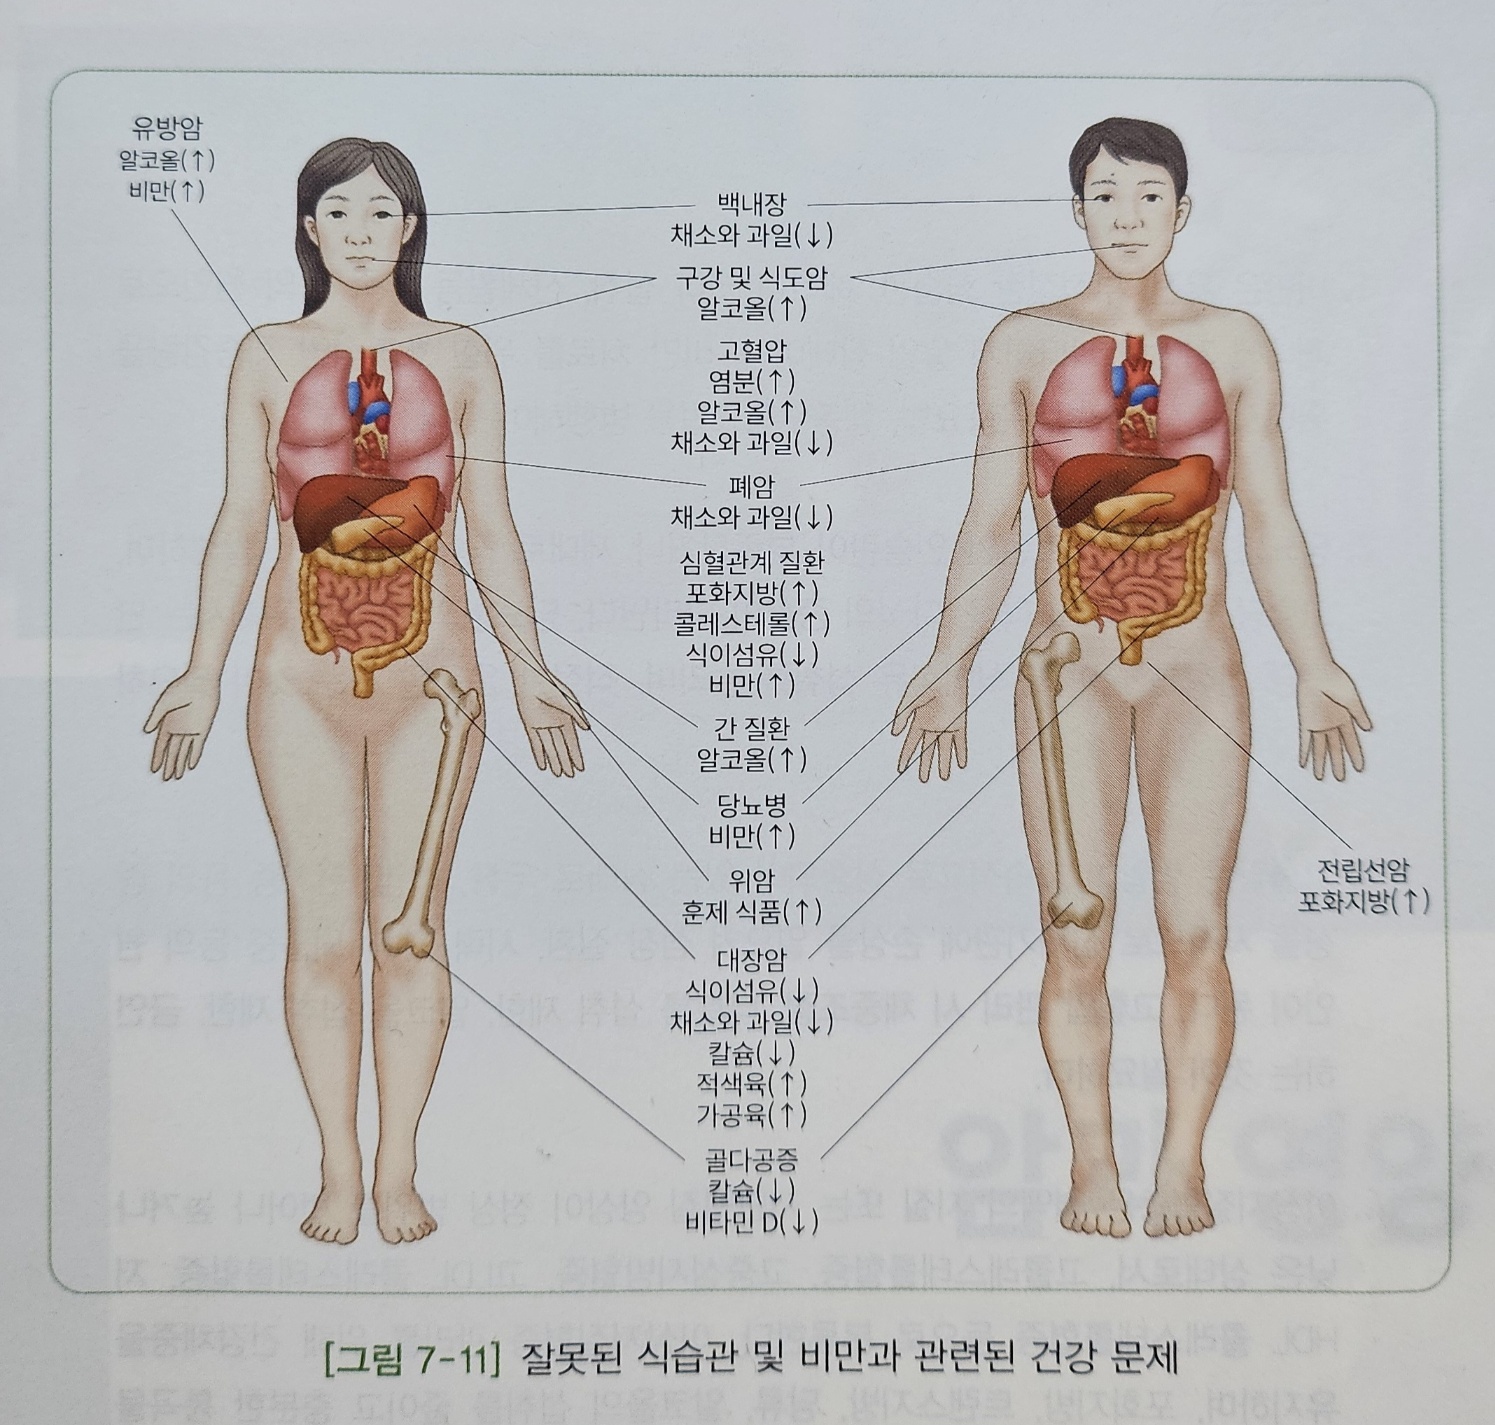 유방암
알코올(↑)
비만(↑)
백내장
채소와 과일(↓)
구강 및 식도암
알코올(↑)
고혈압
염분(↑)
알코올(↑)
채소와 과일(↓)
폐암
채소와 과일(↓)
심혈관계 질환
포화지방(↑)
콜레스테롤(↑)
식이섬유(↓)
비만(↑)
간 질환
알코올(↑)
당뇨병
비만(↑)
위암
훈제 식품(↑)
대장암
식이섬유(↓)
채소와 과일(↓)
칼슘(↓)
적색육(↑)
가공육(↑)
골다공증
칼슘(↓)
비타민 D(↓)
전립선암
포화지방(↑)
[그림 7-11] 잘못된 식습관 및 비만과 관련된 건강 문제